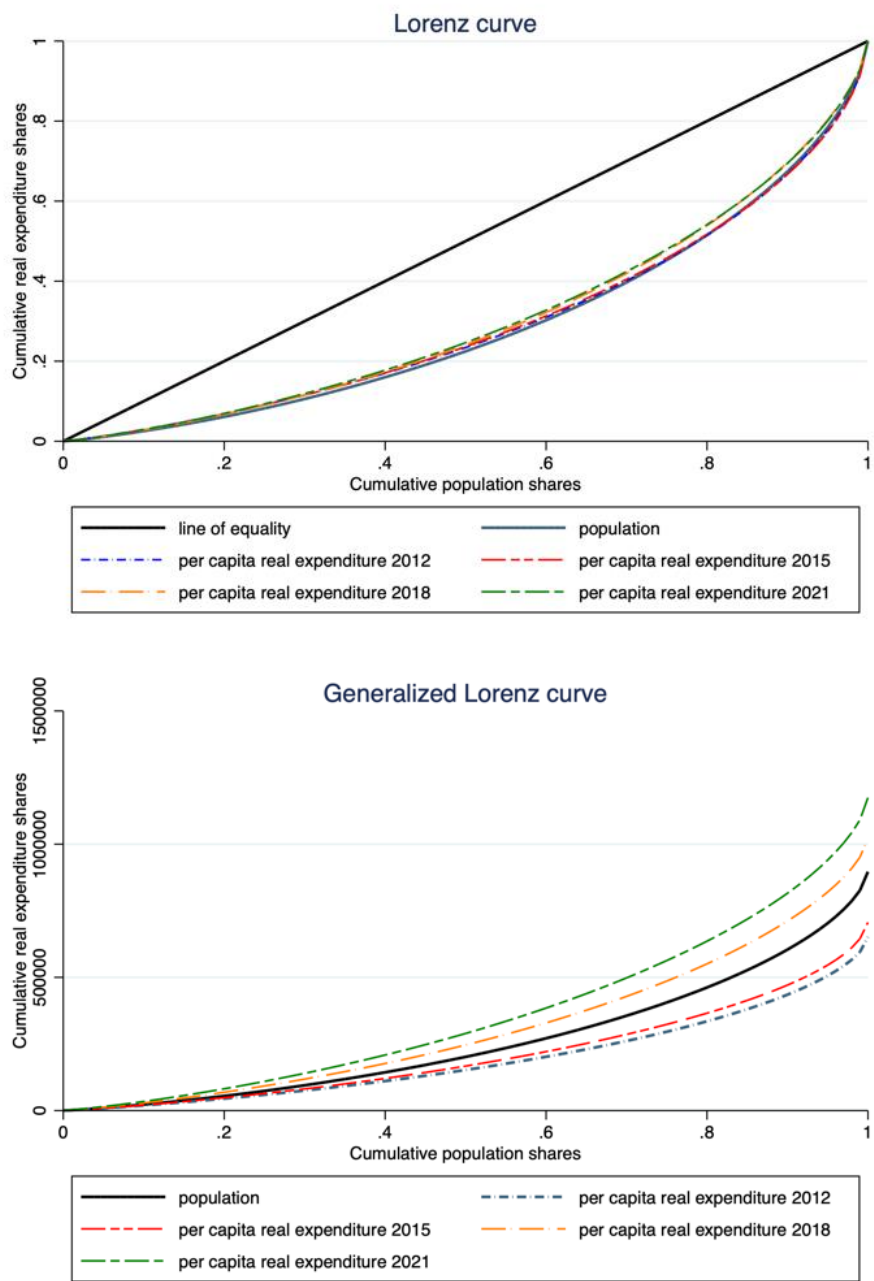 Lorenz curve
Cumulative real expenditure shares
1
.8
.6
.4
.2
0
0 .2 .4 .6 .8 1
Cumulative population shares
line of equality population
per capita real expenditure 2012 per capita real expenditure 2015
per capita real expenditure 2018 per capita real expenditure 2021
Generalized Lorenz curve
Cumulative real expenditure shares
1500000
1000000
500000
0
0 .2 .4 .6 .8 1
Cumulative population shares
population per capita real expenditure 2012
per capita real expenditure 2015 per capita real expenditure 2018
per capita real expenditure 2021